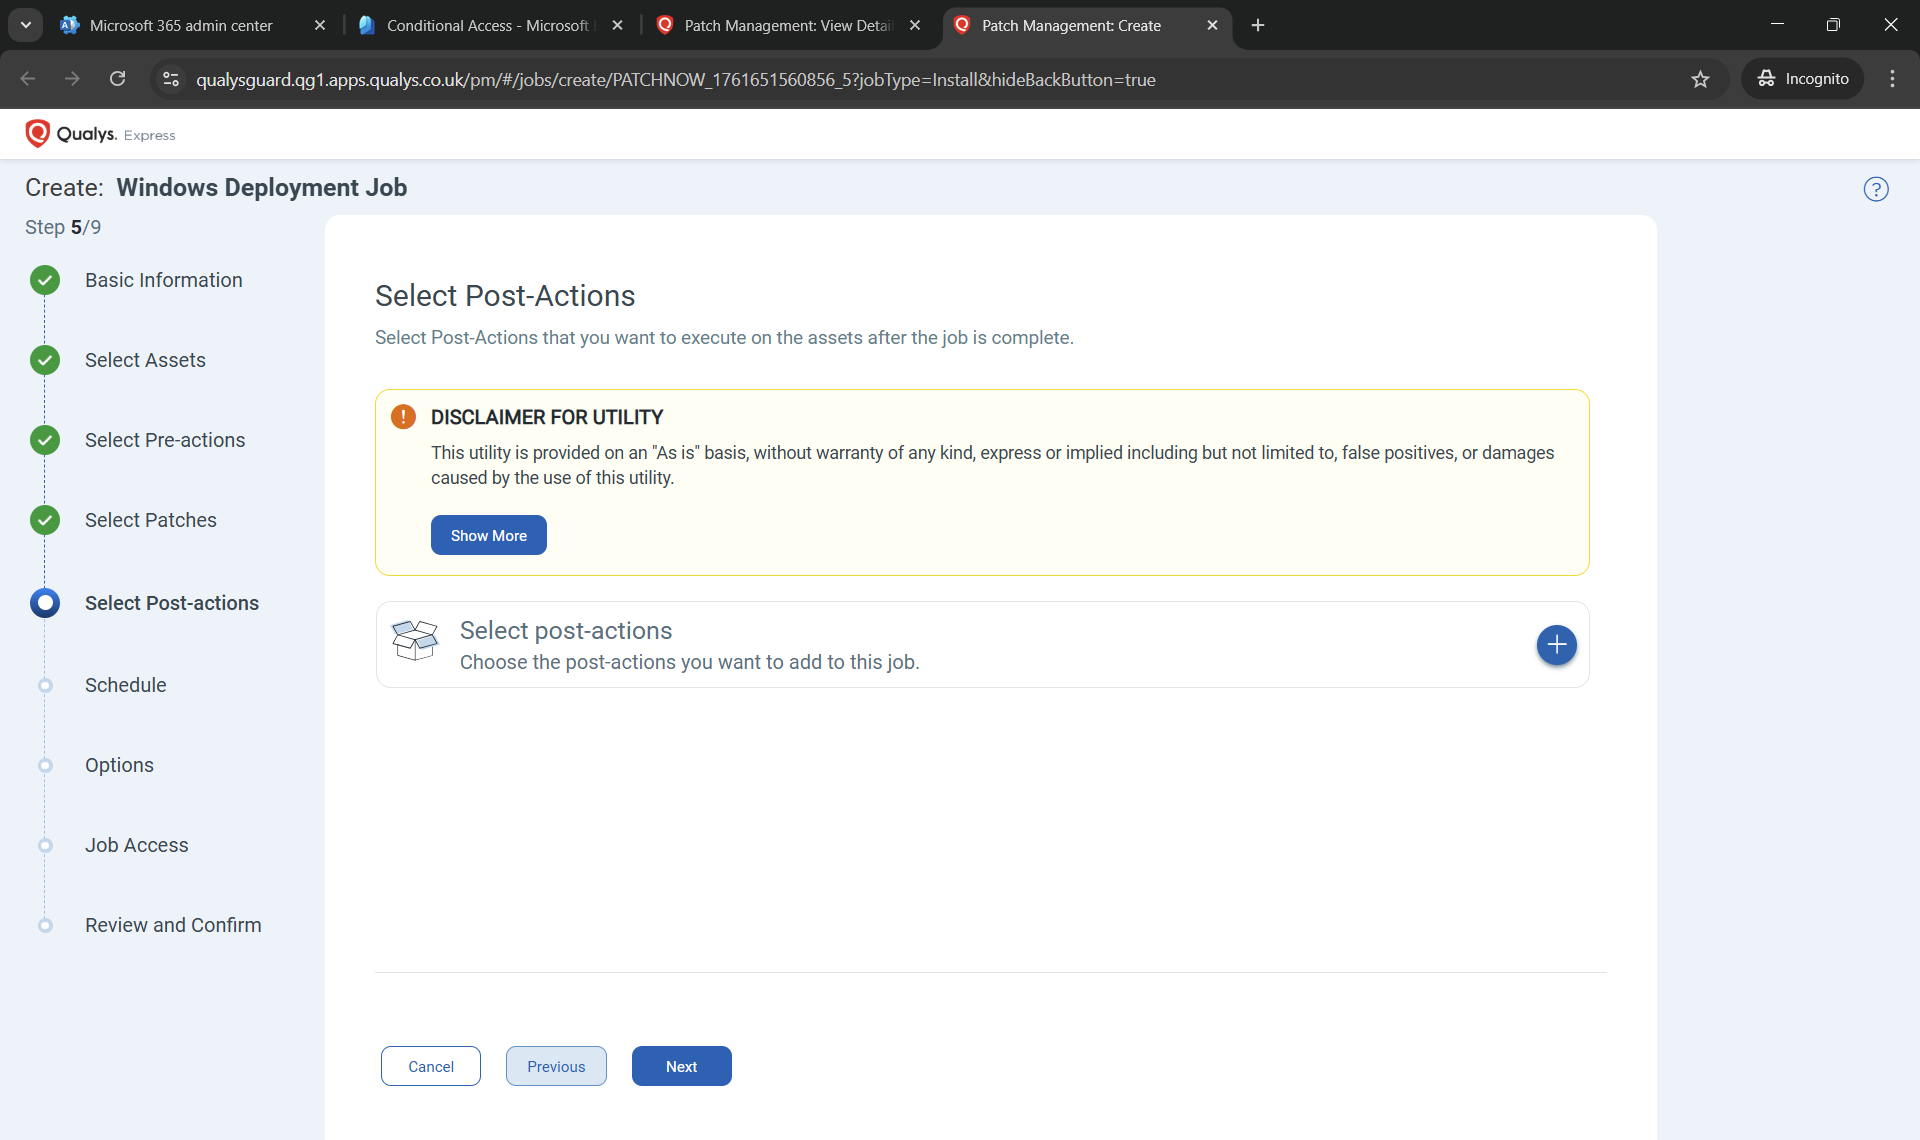 Microsoft 365 admin center
Conditional Access - Microsoft
Patch Management: View Detai
Patch Management: Create
qualysguard.qg1.apps.qualys.co.uk/pm/#/jobs/create/PATCHNOW_1761651560856_5?jobType=Install&hideBackButton=true
Incognito
Qualys. Express
Create: Windows Deployment Job
?
Step 5/9
Basic Information
Select Assets
Select Pre-actions
Select Patches
Select Post-actions
Schedule
Options
Job Access
Review and Confirm
Select Post-Actions
Select Post-Actions that you want to execute on the assets after the job is complete.
DISCLAIMER FOR UTILITY
This utility is provided on an "As is" basis, without warranty of any kind, express or implied including but not limited to, false positives, or damages
caused by the use of this utility.
Show More
Select post-actions
Choose the post-actions you want to add to this job.
Cancel
Previous
Next